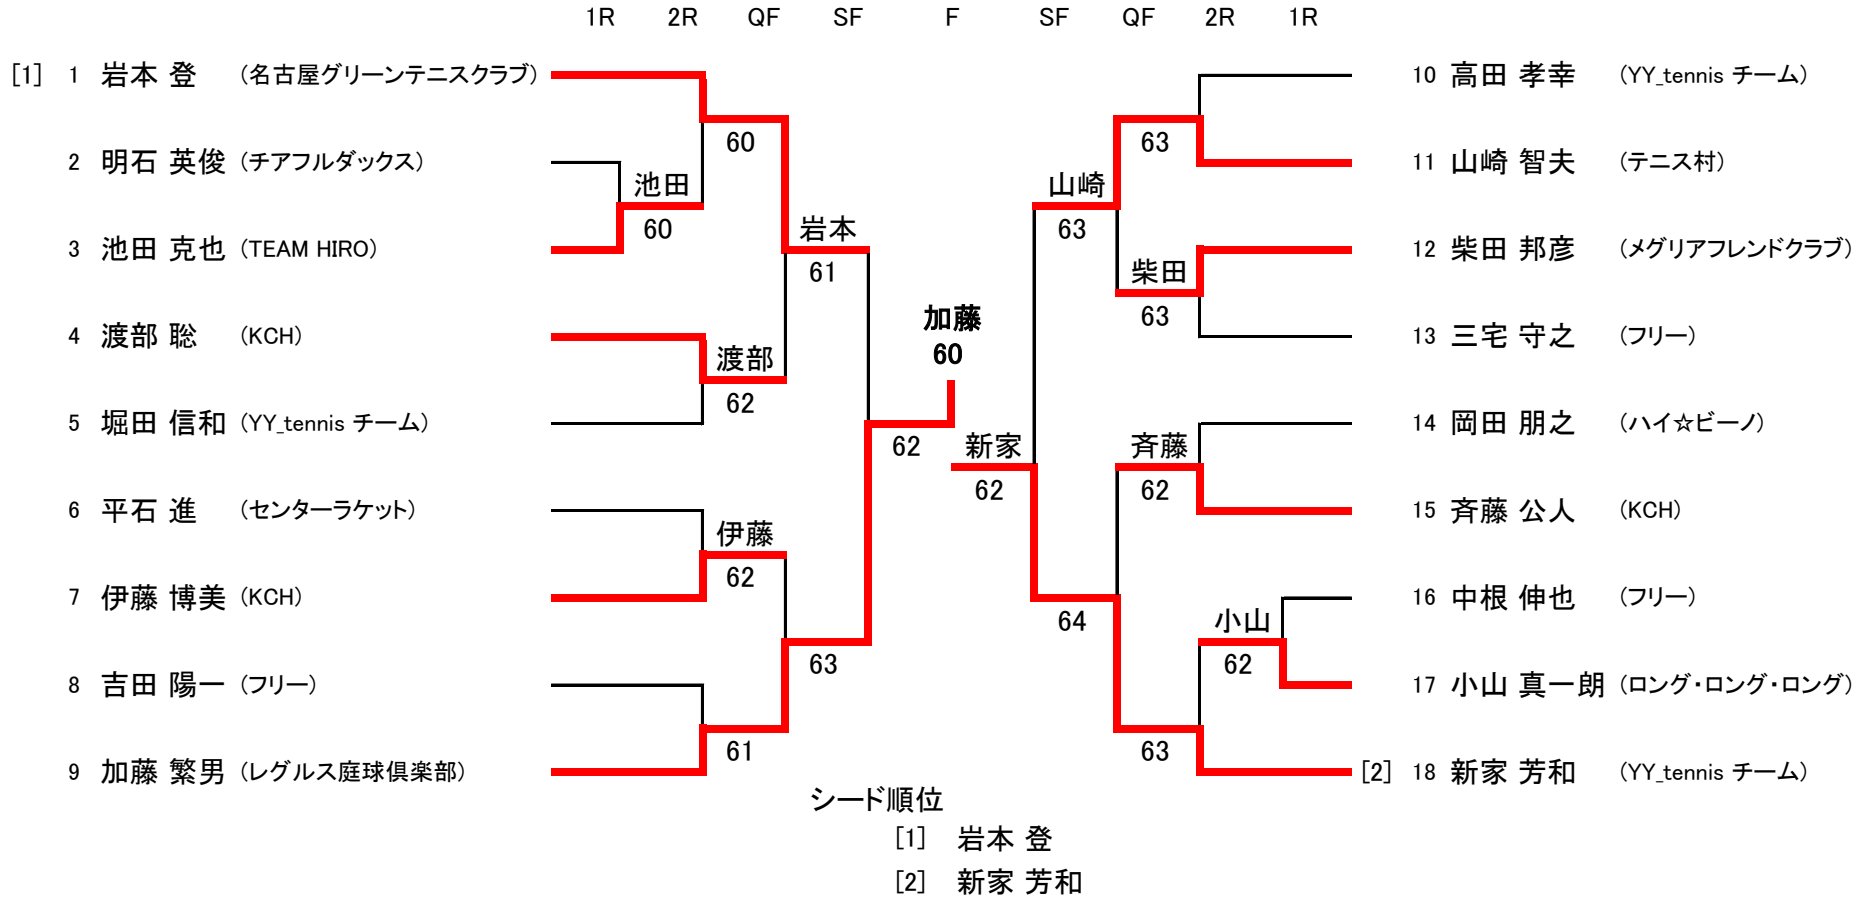 1R 2R QF SF F SF QF 2R 1R
[1] 1 岩本 登 (名古屋グリーンテニスクラブ)
10 高田 孝幸 (YY_tennis チーム)
60
63
2 明石 英俊 (チアフルダックス)
11 山崎 智夫 (テニス村)
池田
山崎
60
岩本
63
3 池田 克也 (TEAM HIRO)
12 柴田 邦彦 (メグリアフレンドクラブ)
61
柴田
63
加藤
4 渡部 聡 (KCH)
13 三宅 守之 (フリー)
渡部
60
62
5 堀田 信和 (YY_tennis チーム)
14 岡田 朋之 (ハイ☆ビーノ)
62
新家
斉藤
62
62
6 平石 進 (センターラケット)
15 斉藤 公人 (KCH)
伊藤
62
7 伊藤 博美 (KCH)
16 中根 伸也 (フリー)
64
小山
63
62
8 吉田 陽一 (フリー)
17 小山 真一朗 (ロング・ロング・ロング)
61
63
9 加藤 繁男 (レグルス庭球倶楽部)
[2] 18 新家 芳和 (YY_tennis チーム)
シード順位
[1] 岩本 登
[2] 新家 芳和